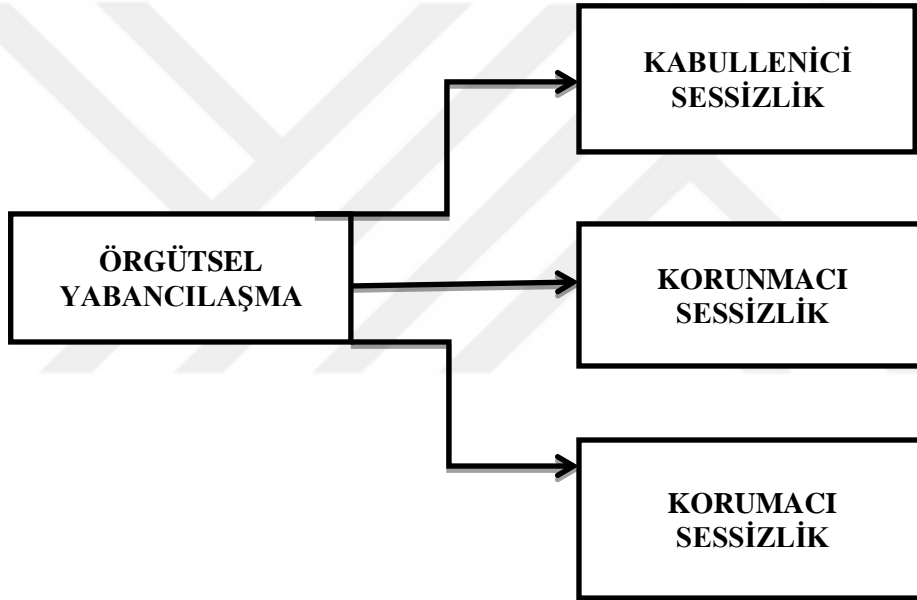 KABULLENİCİ
SESSİZLİK
ÖRGÜTSEL
YABANCILAŞMA
KORUNMACI
SESSİZLİK
KORUMACI
SESSİZLİK